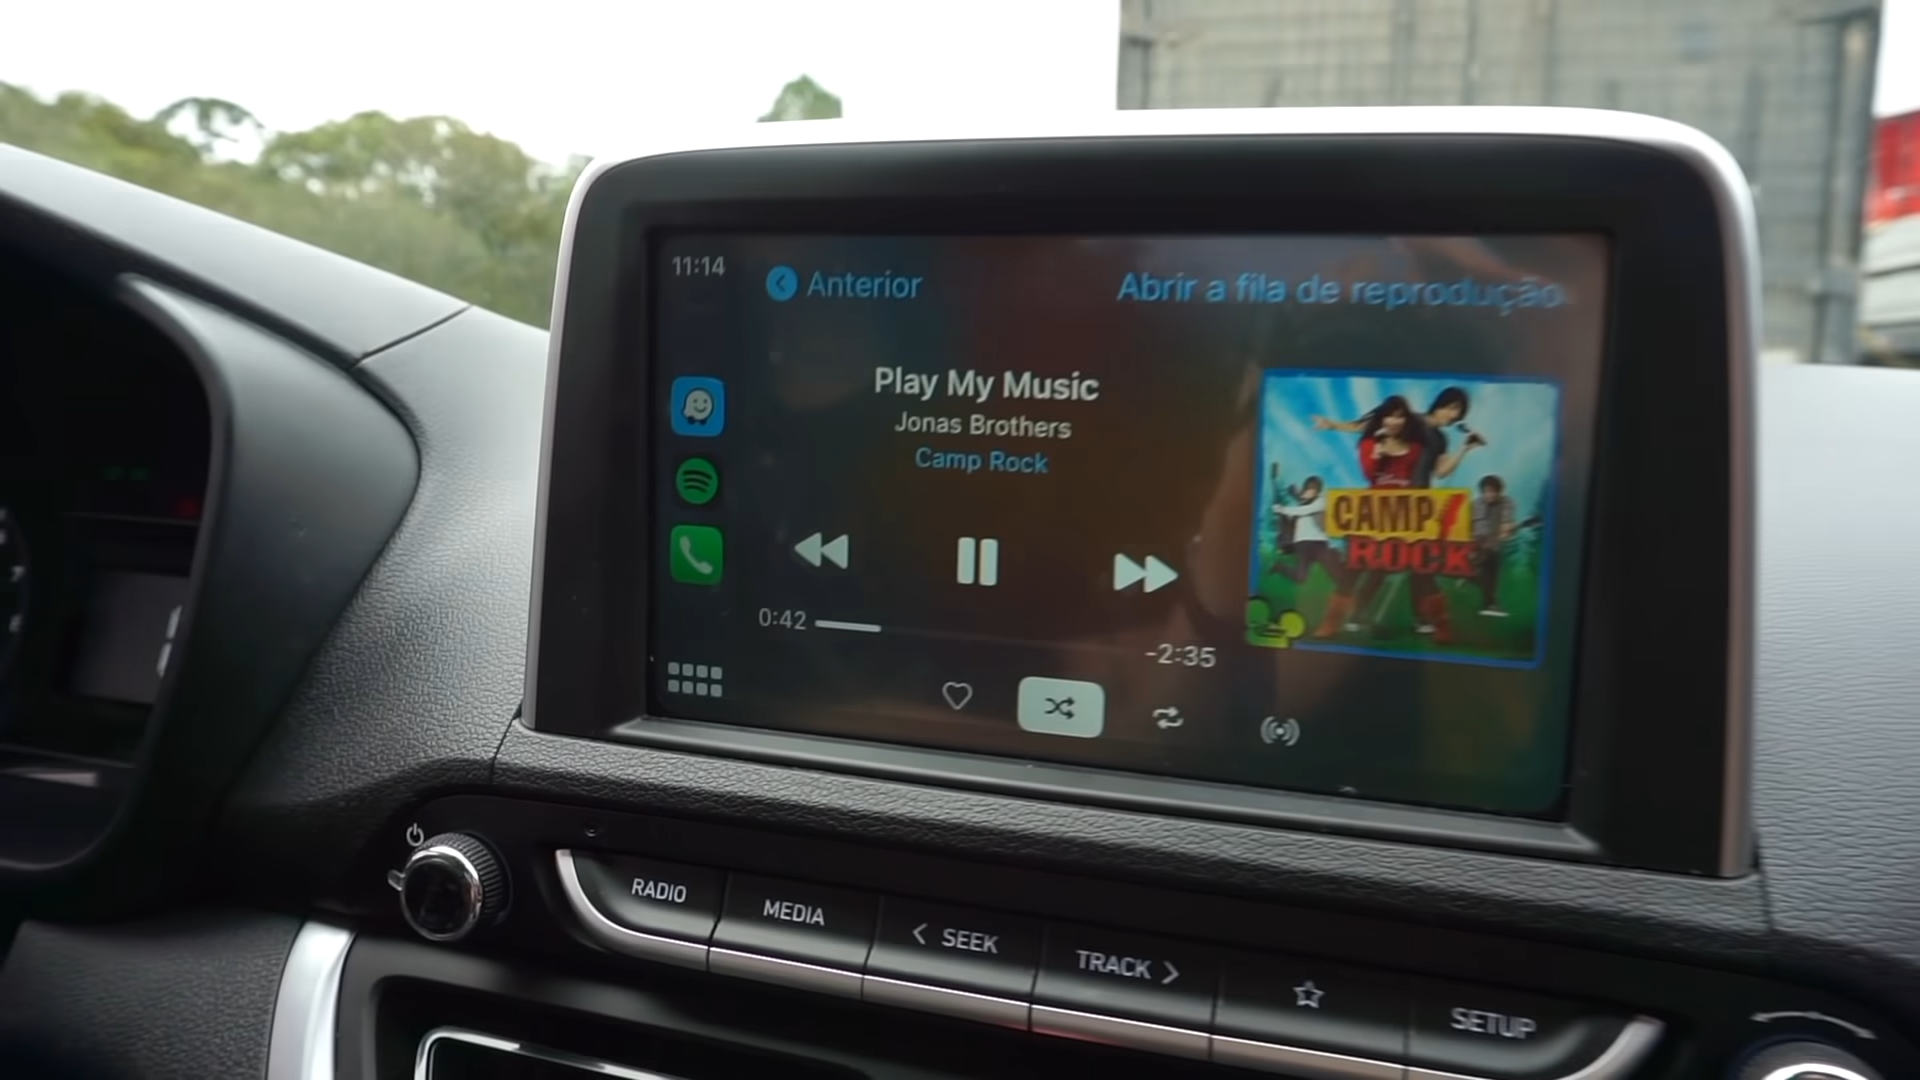 11:14
Anterior
Abrir a fila de reprodução
Play My Music
Jonas Brothers
Camp Rock
CAMP
ROCK
0:42
-2:35
RADIO
MEDIA
< SEEK
TRACK >
SETUP